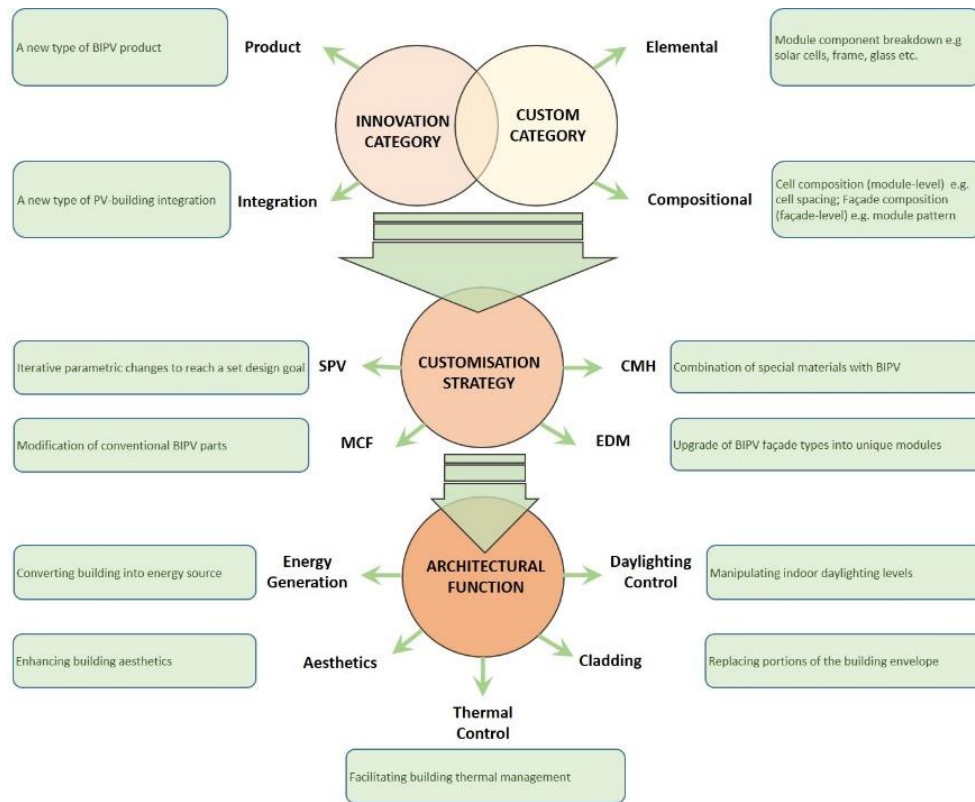 A new type of BIPV product
Product
Elemental
Module component breakdown e.g
solar cells, frame, glass etc.
INNOVATION
CATEGORY
CUSTOM
CATEGORY
A new type of PV-building integration
Integration
Compositional
Cell composition (module-level) e.g.
cell spacing; Façade composition
(façade-level) e.g. module pattern
Iterative parametric changes to reach a set design goal
SPV
CUSTOMISATION
STRATEGY
CMH
Combination of special materials with BIPV
Modification of conventional BIPV parts
MCF
EDM
Upgrade of BIPV façade types into unique modules
Converting building into energy source
Energy
Generation
ARCHITECTURAL
FUNCTION
Daylighting
Control
Manipulating indoor daylighting levels
Enhancing building aesthetics
Aesthetics
Cladding
Replacing portions of the building envelope
Thermal
Control
Facilitating building thermal management